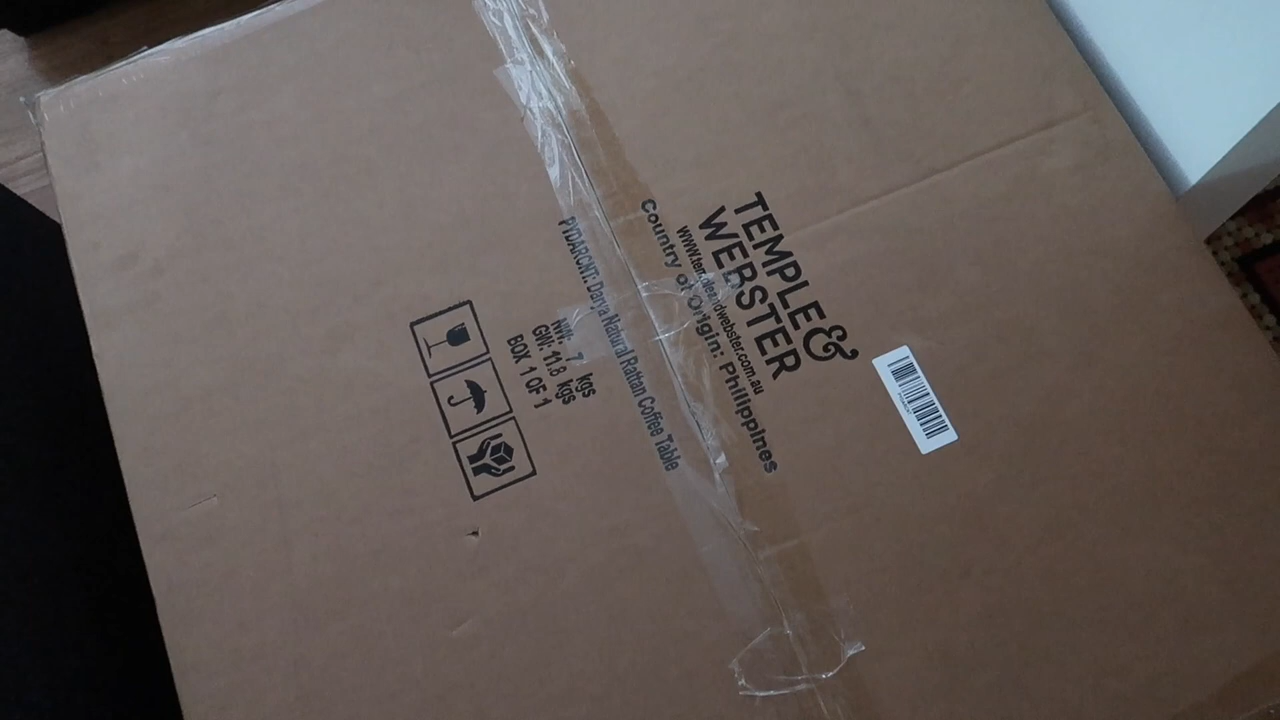 TEMPLE&
WEBSTER
www.templeandwebster.com.au
Country of Origin: Philippines
PYDARCNT: Darya Natural Rattan Coffee Table
NW: 7 kgs
GW: 11.8 kgs
BOX 1 OF 1